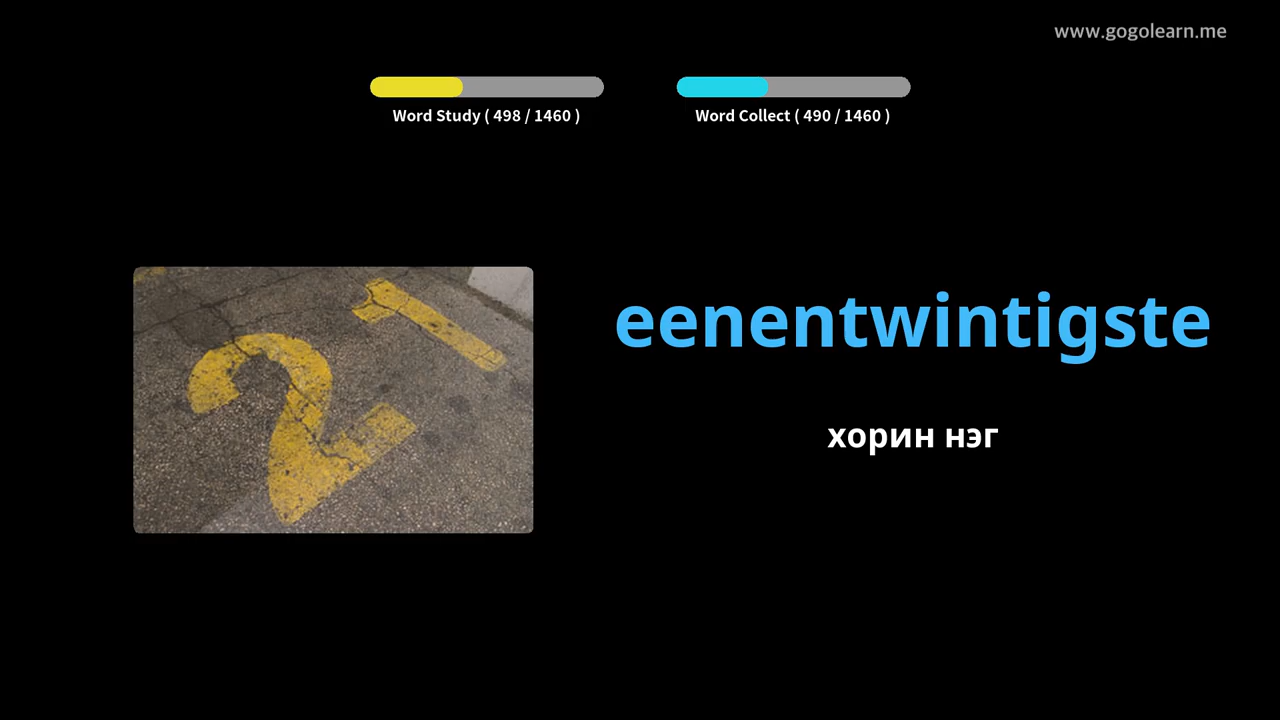 www.gogolearn.me
Word Study ( 498 / 1460 )
Word Collect ( 490 / 1460 )
21
eenentwintigste
хорин нэг